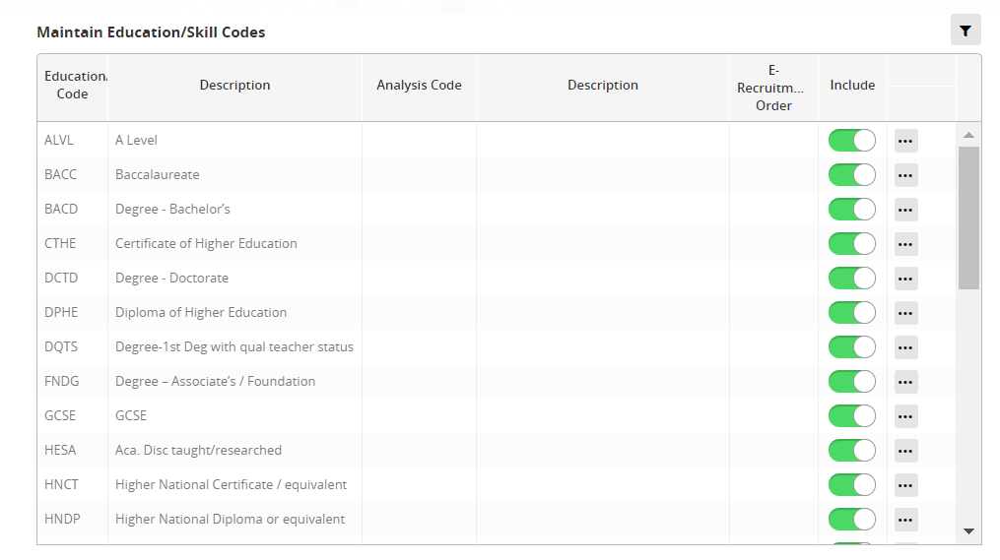 Maintain Education/Skill Codes
Education/ Code Description Analysis Code Description E-Recruitm... Order Include
ALVL A Level
BACC Baccalaureate
BACD Degree - Bachelor’s
CTHE Certificate of Higher Education
DCTD Degree - Doctorate
DPHE Diploma of Higher Education
DQTS Degree-1st Deg with qual teacher status
FNDG Degree – Associate’s / Foundation
GCSE GCSE
HESA Aca. Disc taught/researched
HNCT Higher National Certificate / equivalent
HNDP Higher National Diploma or equivalent